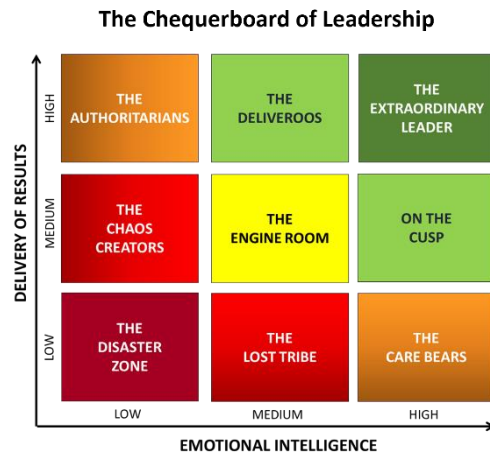 The Chequerboard of Leadership
DELIVERY OF RESULTS
HIGH
THE
AUTHORITARIANS
THE
DELIVEROOS
THE
EXTRAORDINARY
LEADER
MEDIUM
THE
CHAOS
CREATORS
THE
ENGINE ROOM
ON THE
CUSP
LOW
THE
DISASTER
ZONE
THE
LOST TRIBE
THE
CARE BEARS
LOW
MEDIUM
HIGH
EMOTIONAL INTELLIGENCE